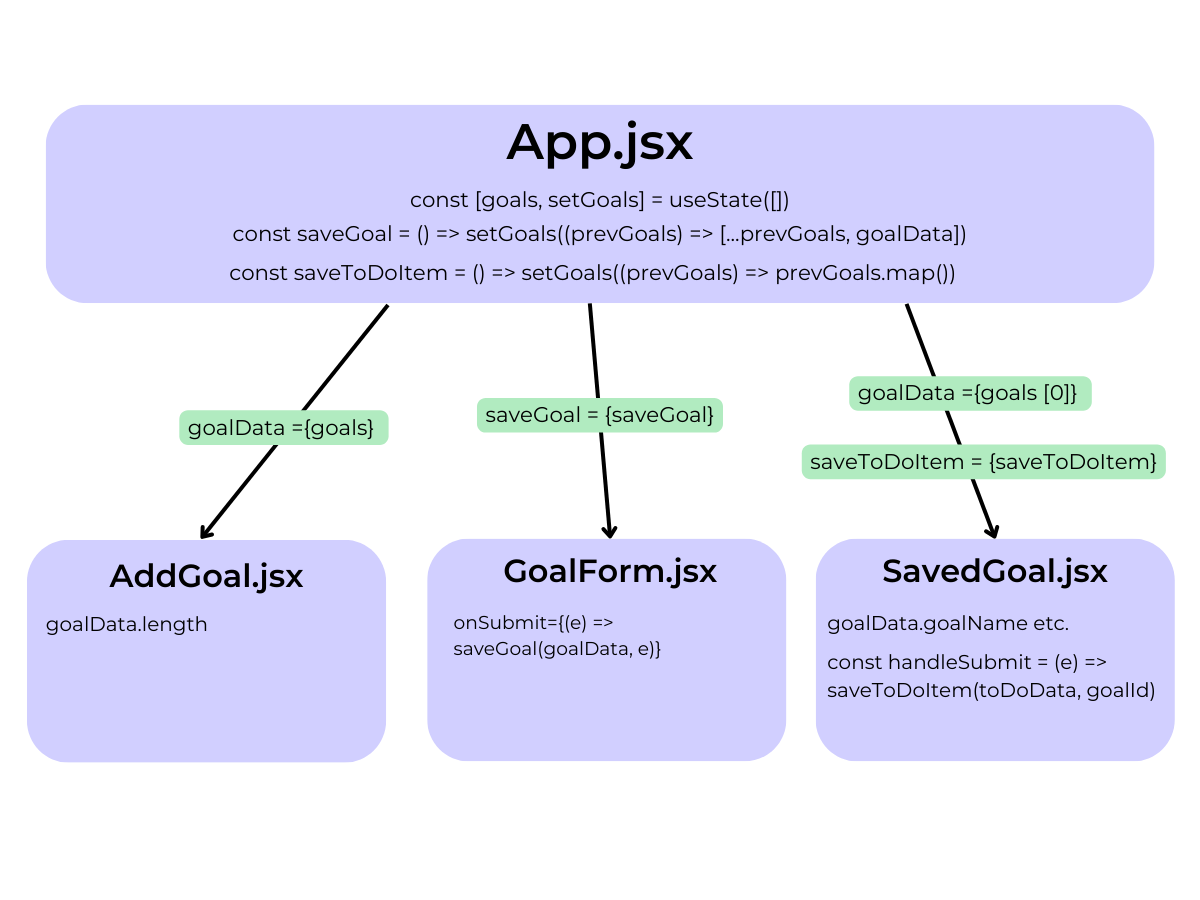 App.jsx
const [goals, setGoals] = useState([])
const saveGoal = () => setGoals((prevGoals) => [...prevGoals, goalData])
const saveToDoItem = () => setGoals((prevGoals) => prevGoals.map())
goalData ={goals}
saveGoal = {saveGoal}
goalData ={goals [0]}
saveToDoItem = {saveToDoItem}
AddGoal.jsx
goalData.length
GoalForm.jsx
onSubmit={(e) =>
saveGoal(goalData, e)}
SavedGoal.jsx
goalData.goalName etc.
const handleSubmit = (e) =>
saveToDoItem(toDoData, goalId)